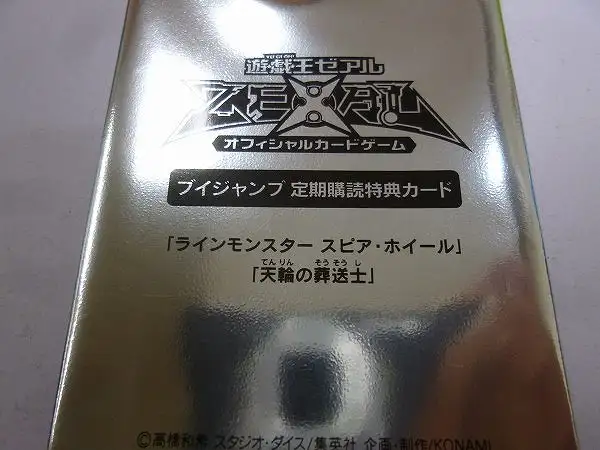 遊戯王ゼアル
ZEXAL
オフィシャルカードゲーム
ブイジャンプ 定期購読特典カード
「ラインモンスター スピア・ホイール」
てんりん そうそうし
「天輪の葬送士」
©高橋和希 スタジオ・ダイス/集英社 企画・制作/KONAMI